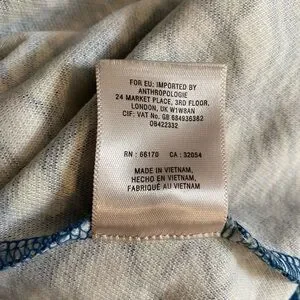 FOR EU: IMPORTED BY
ANTHROPOLOGIE
24 MARKET PLACE, 3RD FLOOR,
LONDON, UK W1W8AN
CIF: VAT No. GB 684936382
08422332
RN : 66170 CA : 32054
MADE IN VIETNAM,
HECHO EN VIETNAM,
FABRIQUÉ AU VIETNAM